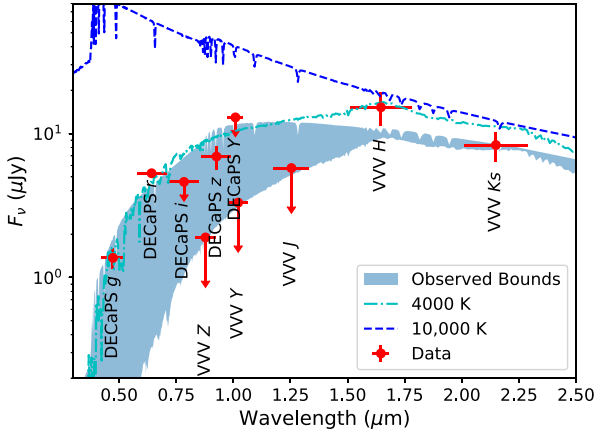 10¹
10⁰
F_ν (μJy)
DECaPS g
DECaPS r
DECaPS i
DECaPS z
DECaPS Y
VVV Z
VVV Y
VVV J
VVV H
VVV Ks
Observed Bounds
4000 K
10,000 K
Data
0.50 0.75 1.00 1.25 1.50 1.75 2.00 2.25 2.50
Wavelength (μm)